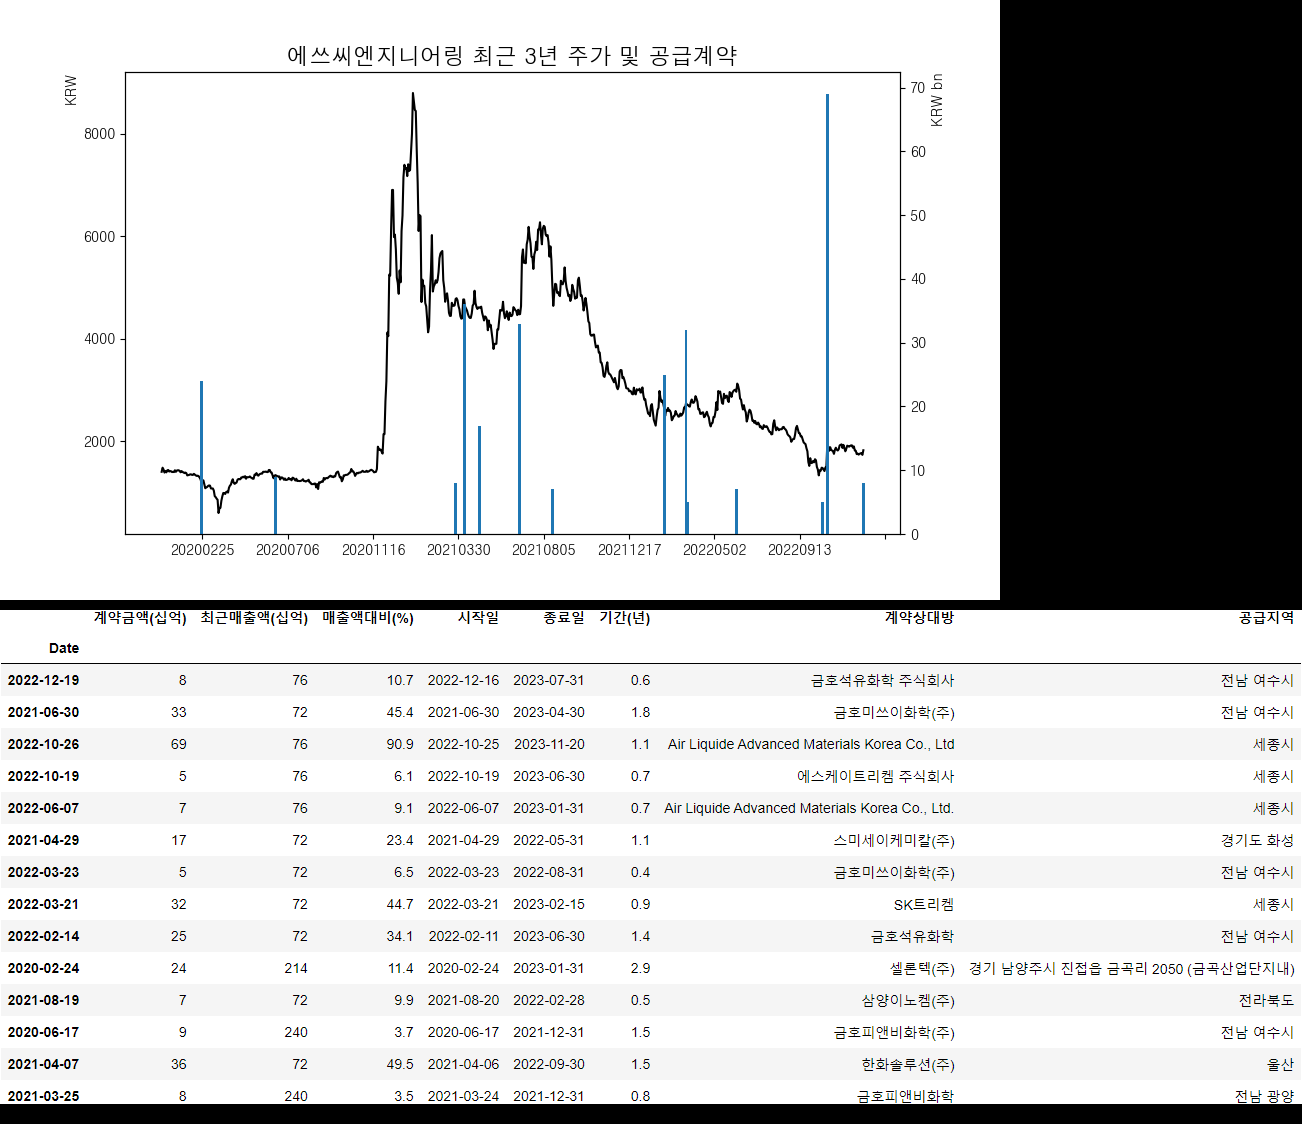 에쓰씨엔지니어링 최근 3년 주가 및 공급계약
KRW
KRW bn
8000
6000
4000
2000
70
60
50
40
30
20
10
0
20200225 20200706 20201116 20210330 20210805 20211217 20220502 20220913
계약금액(십억) 최근매출액(십억) 매출액대비(%) 시작일 종료일 기간(년) 계약상대방 공급지역
Date
2022-12-19 8 76 10.7 2022-12-16 2023-07-31 0.6 금호석유화학 주식회사 전남 여수시
2021-06-30 33 72 45.4 2021-06-30 2023-04-30 1.8 금호미쓰이화학(주) 전남 여수시
2022-10-26 69 76 90.9 2022-10-25 2023-11-20 1.1 Air Liquide Advanced Materials Korea Co., Ltd 세종시
2022-10-19 5 76 6.1 2022-10-19 2023-06-30 0.7 에스케이트리켐 주식회사 세종시
2022-06-07 7 76 9.1 2022-06-07 2023-01-31 0.7 Air Liquide Advanced Materials Korea Co., Ltd. 세종시
2021-04-29 17 72 23.4 2021-04-29 2022-05-31 1.1 스미세이케미칼(주) 경기도 화성
2022-03-23 5 72 6.5 2022-03-23 2022-08-31 0.4 금호미쓰이화학(주) 전남 여수시
2022-03-21 32 72 44.7 2022-03-21 2023-02-15 0.9 SK트리켐 세종시
2022-02-14 25 72 34.1 2022-02-11 2023-06-30 1.4 금호석유화학 전남 여수시
2020-02-24 24 214 11.4 2020-02-24 2023-01-31 2.9 셀론텍(주) 경기 남양주시 진접읍 금곡리 2050 (금곡산업단지내)
2021-08-19 7 72 9.9 2021-08-20 2022-02-28 0.5 삼양이노켐(주) 전라북도
2020-06-17 9 240 3.7 2020-06-17 2021-12-31 1.5 금호피앤비화학(주) 전남 여수시
2021-04-07 36 72 49.5 2021-04-06 2022-09-30 1.5 한화솔루션(주) 울산
2021-03-25 8 240 3.5 2021-03-24 2021-12-31 0.8 금호피앤비화학 전남 광양